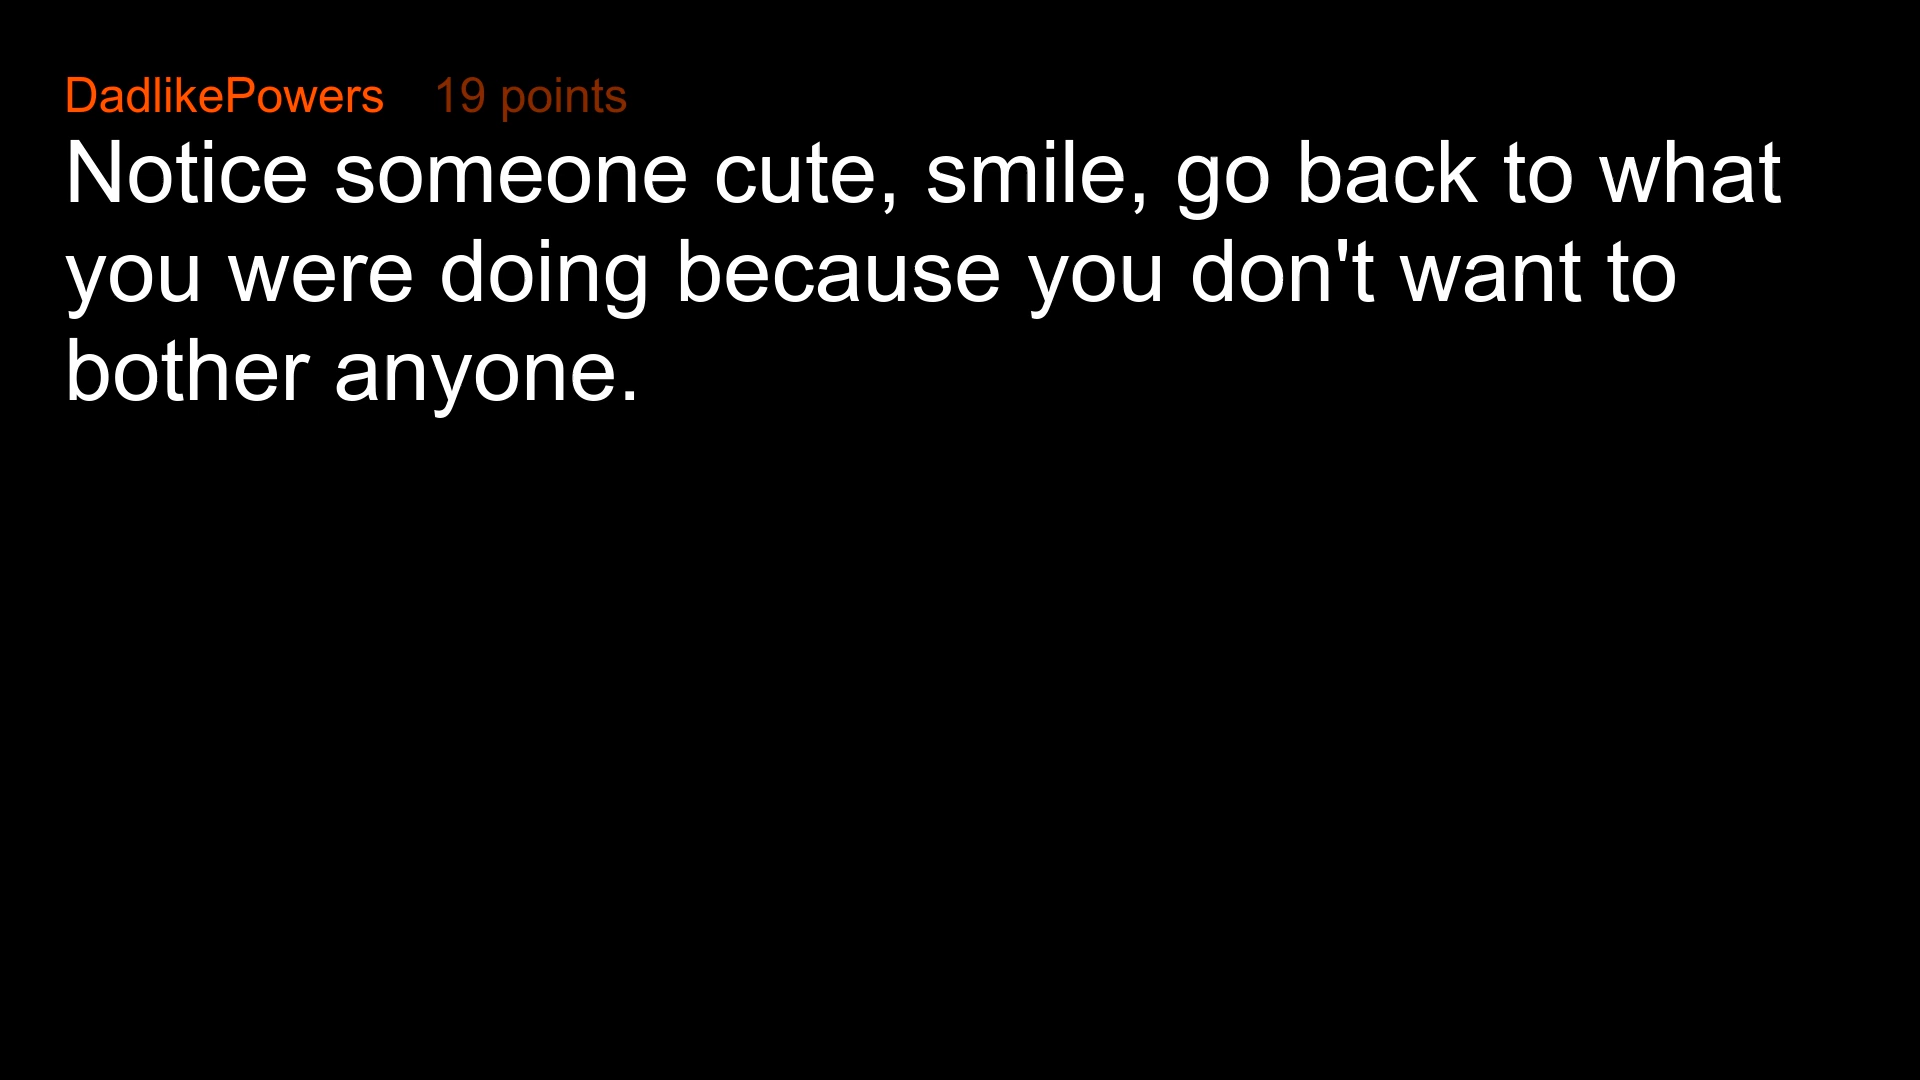 DadlikePowers 19 points
Notice someone cute, smile, go back to what
you were doing because you don't want to
bother anyone.